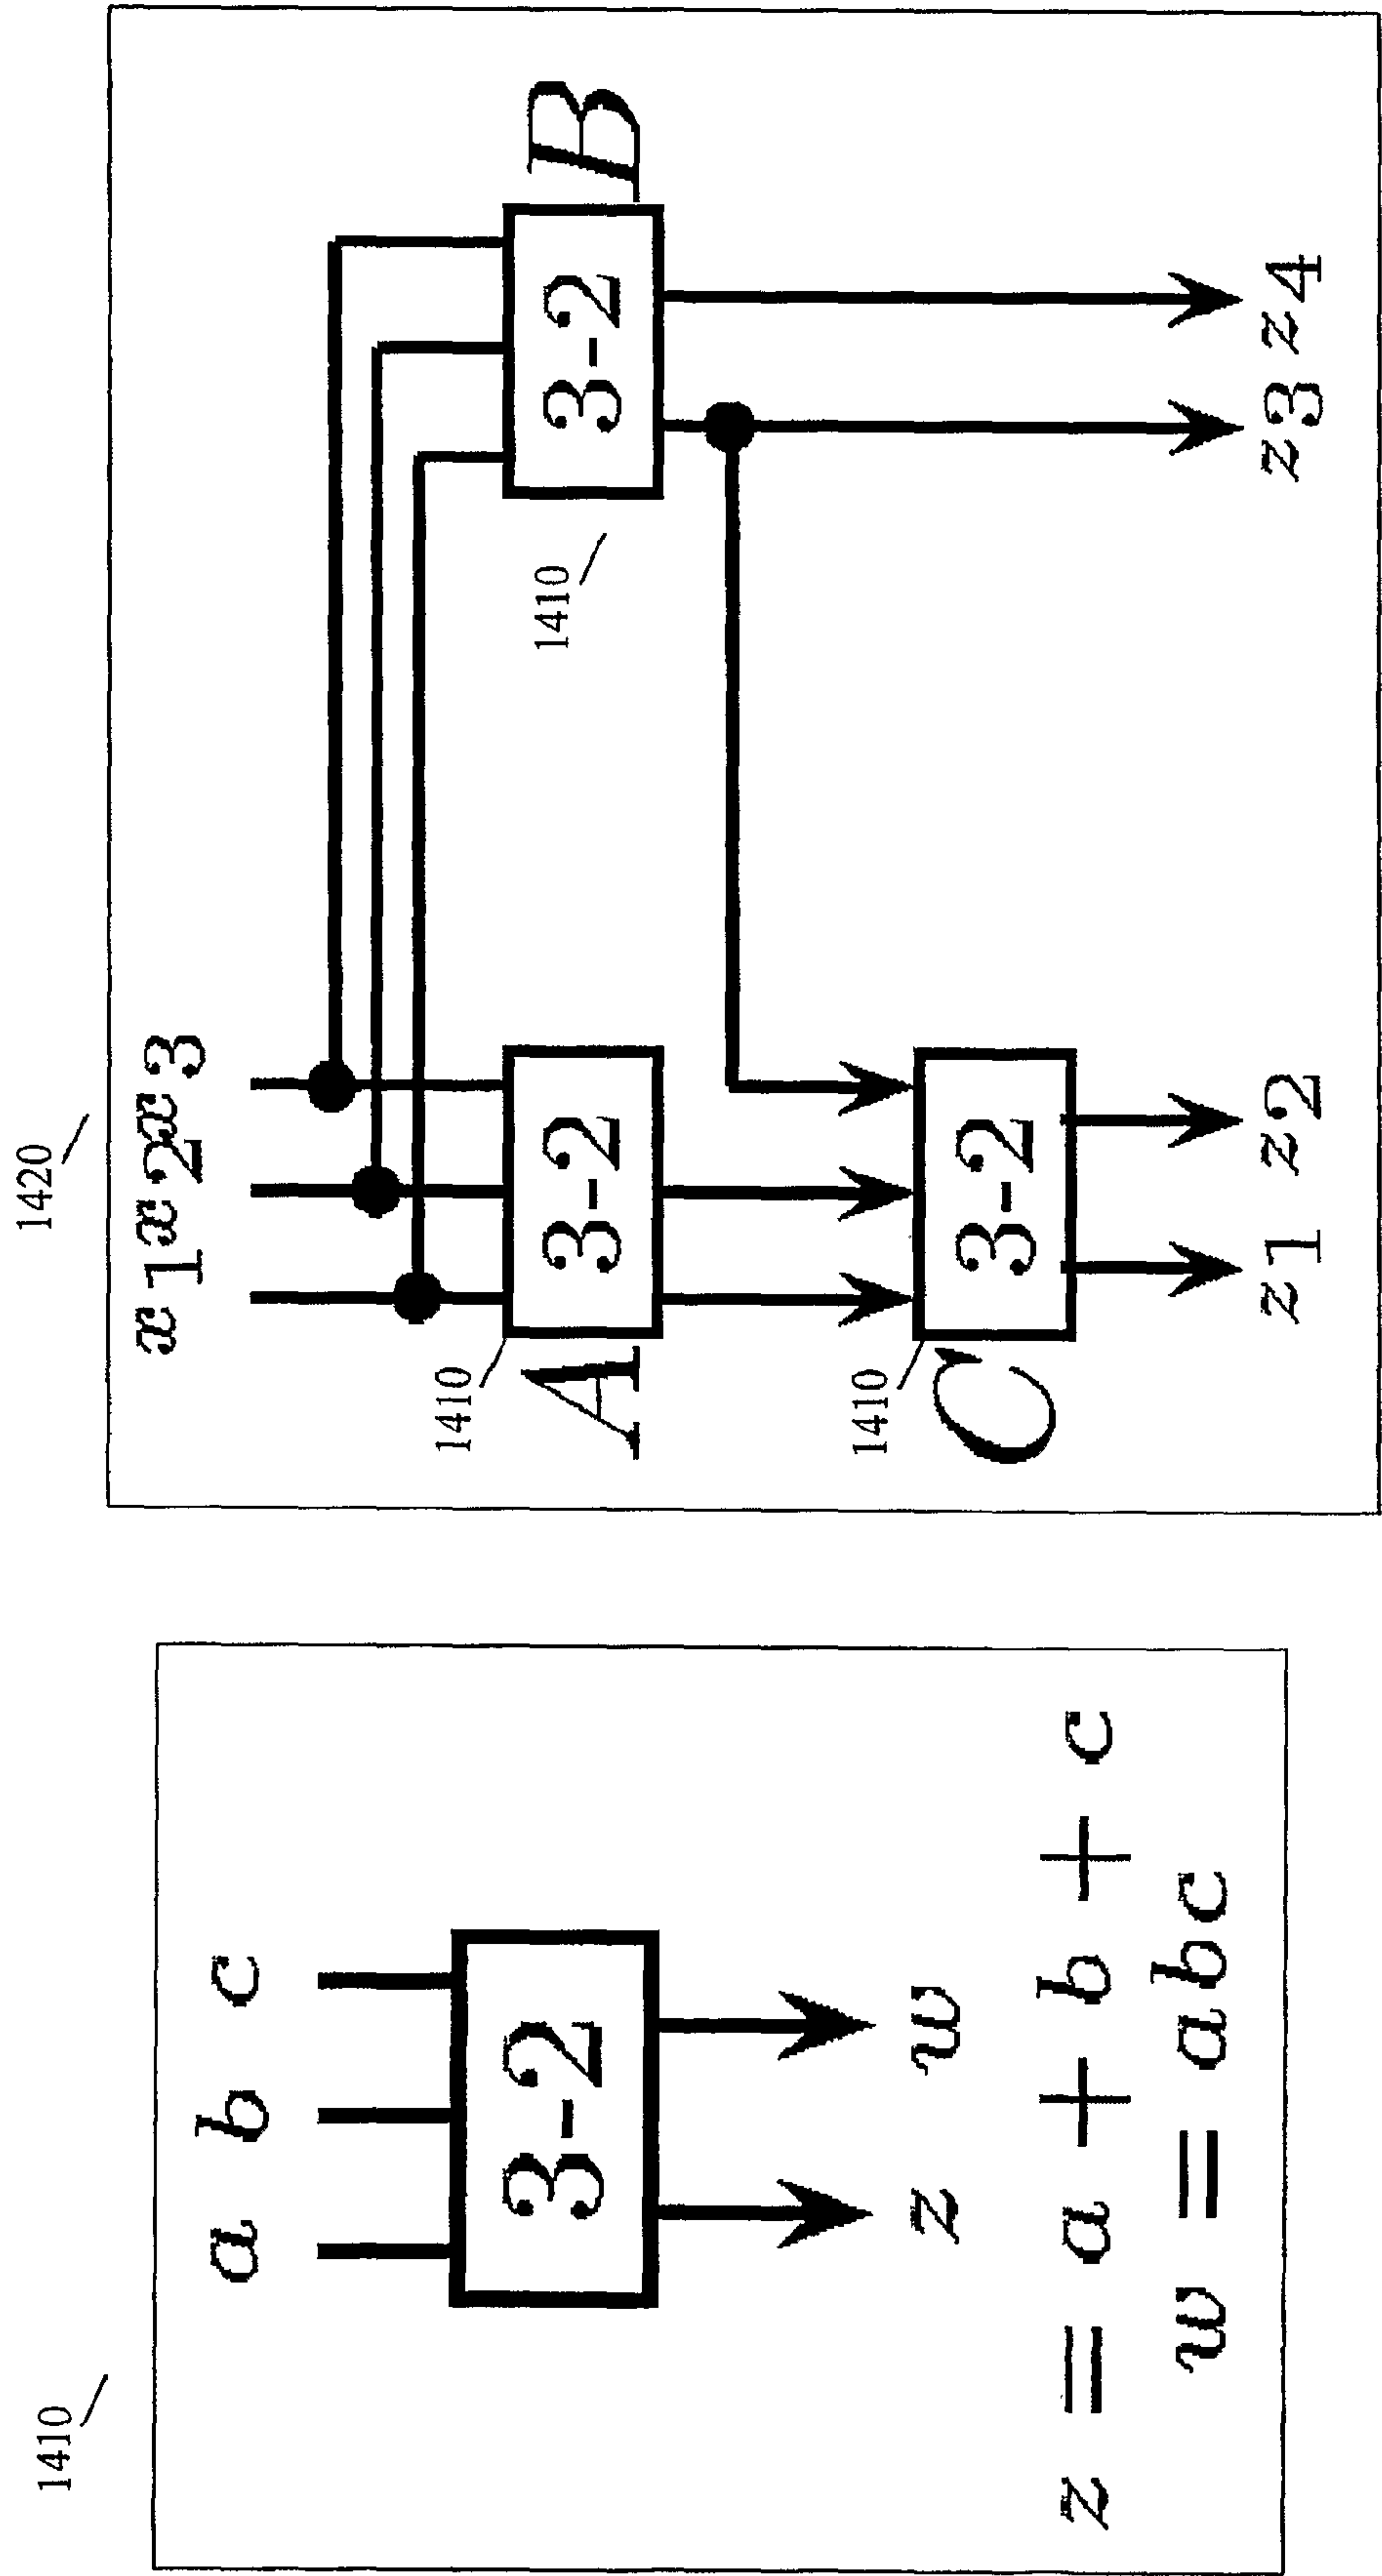 1410
a b c
3-2
z w
z = a + b + c
w = abc
1420
x1 x2 x3
1410
A
3-2
3-2
B
1410
1410
C
3-2
z1 z2 z3 z4